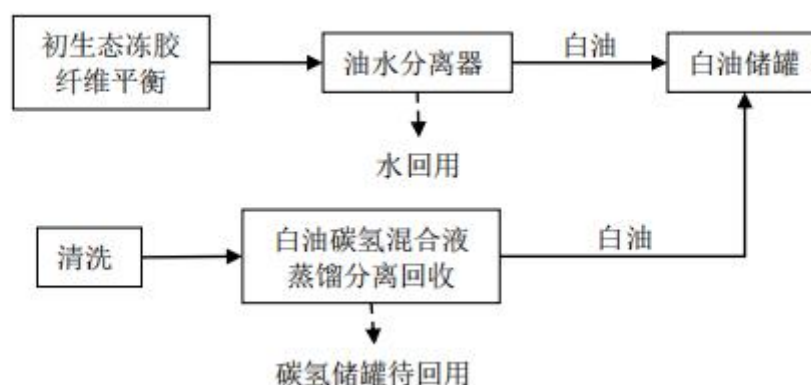 初生态冻胶
纤维平衡
油水分离器
白油
白油储罐
水回用
清洗
白油碳氢混合液
蒸馏分离回收
白油
碳氢储罐待回用